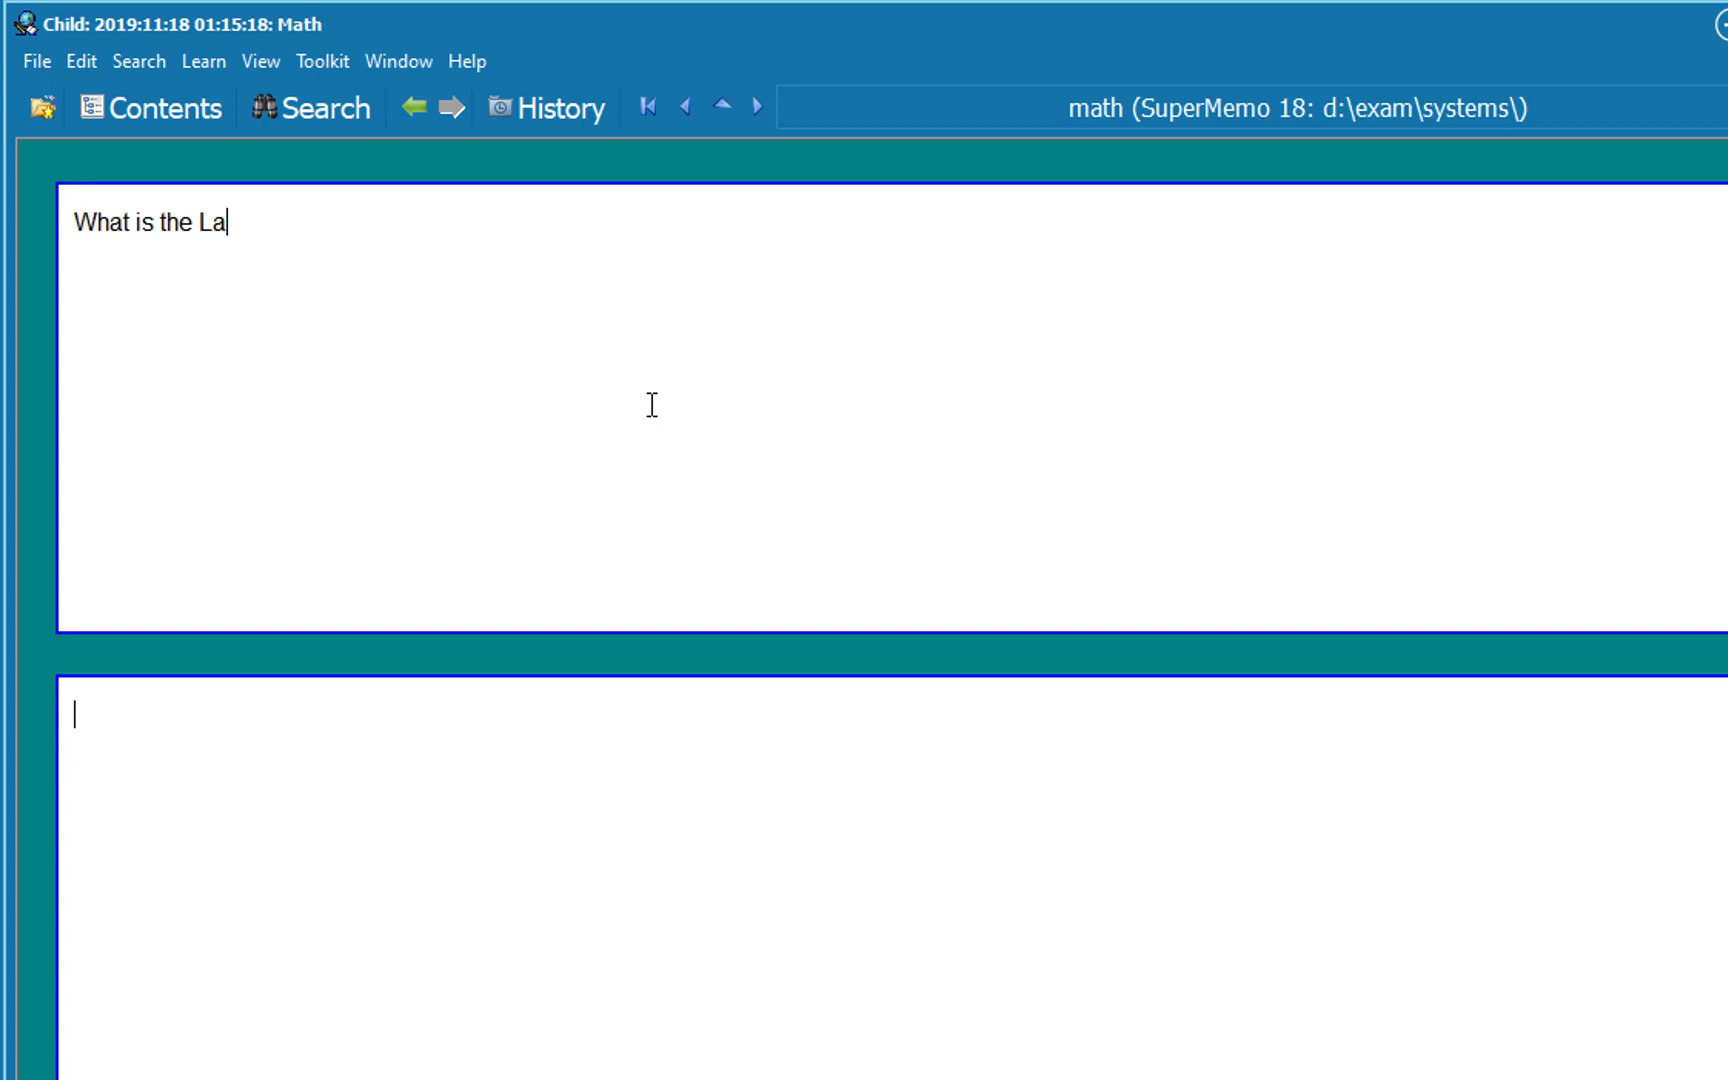 Child: 2019:11:18 01:15:18: Math
File Edit Search Learn View Toolkit Window Help
Contents Search History math (SuperMemo 18: d:\exam\systems\)
What is the La